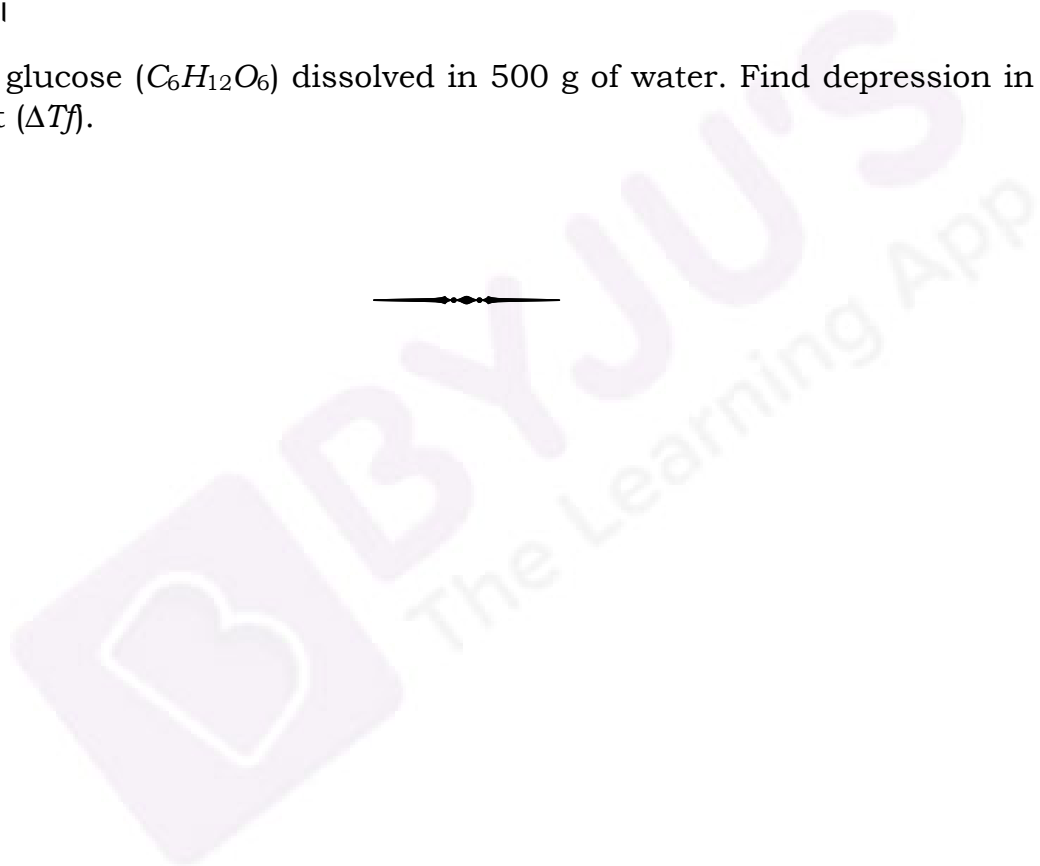 glucose (C₆H₁₂O₆) dissolved in 500 g of water. Find depression in
(ΔTf).
BYJU'S
The Learning App